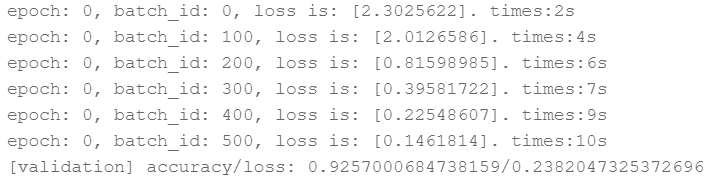 epoch: 0, batch_id: 0, loss is: [2.3025622]. times:2s
epoch: 0, batch_id: 100, loss is: [2.0126586]. times:4s
epoch: 0, batch_id: 200, loss is: [0.81598985]. times:6s
epoch: 0, batch_id: 300, loss is: [0.39581722]. times:7s
epoch: 0, batch_id: 400, loss is: [0.22548607]. times:9s
epoch: 0, batch_id: 500, loss is: [0.1461814]. times:10s
[validation] accuracy/loss: 0.9257000684738159/0.2382047325372696